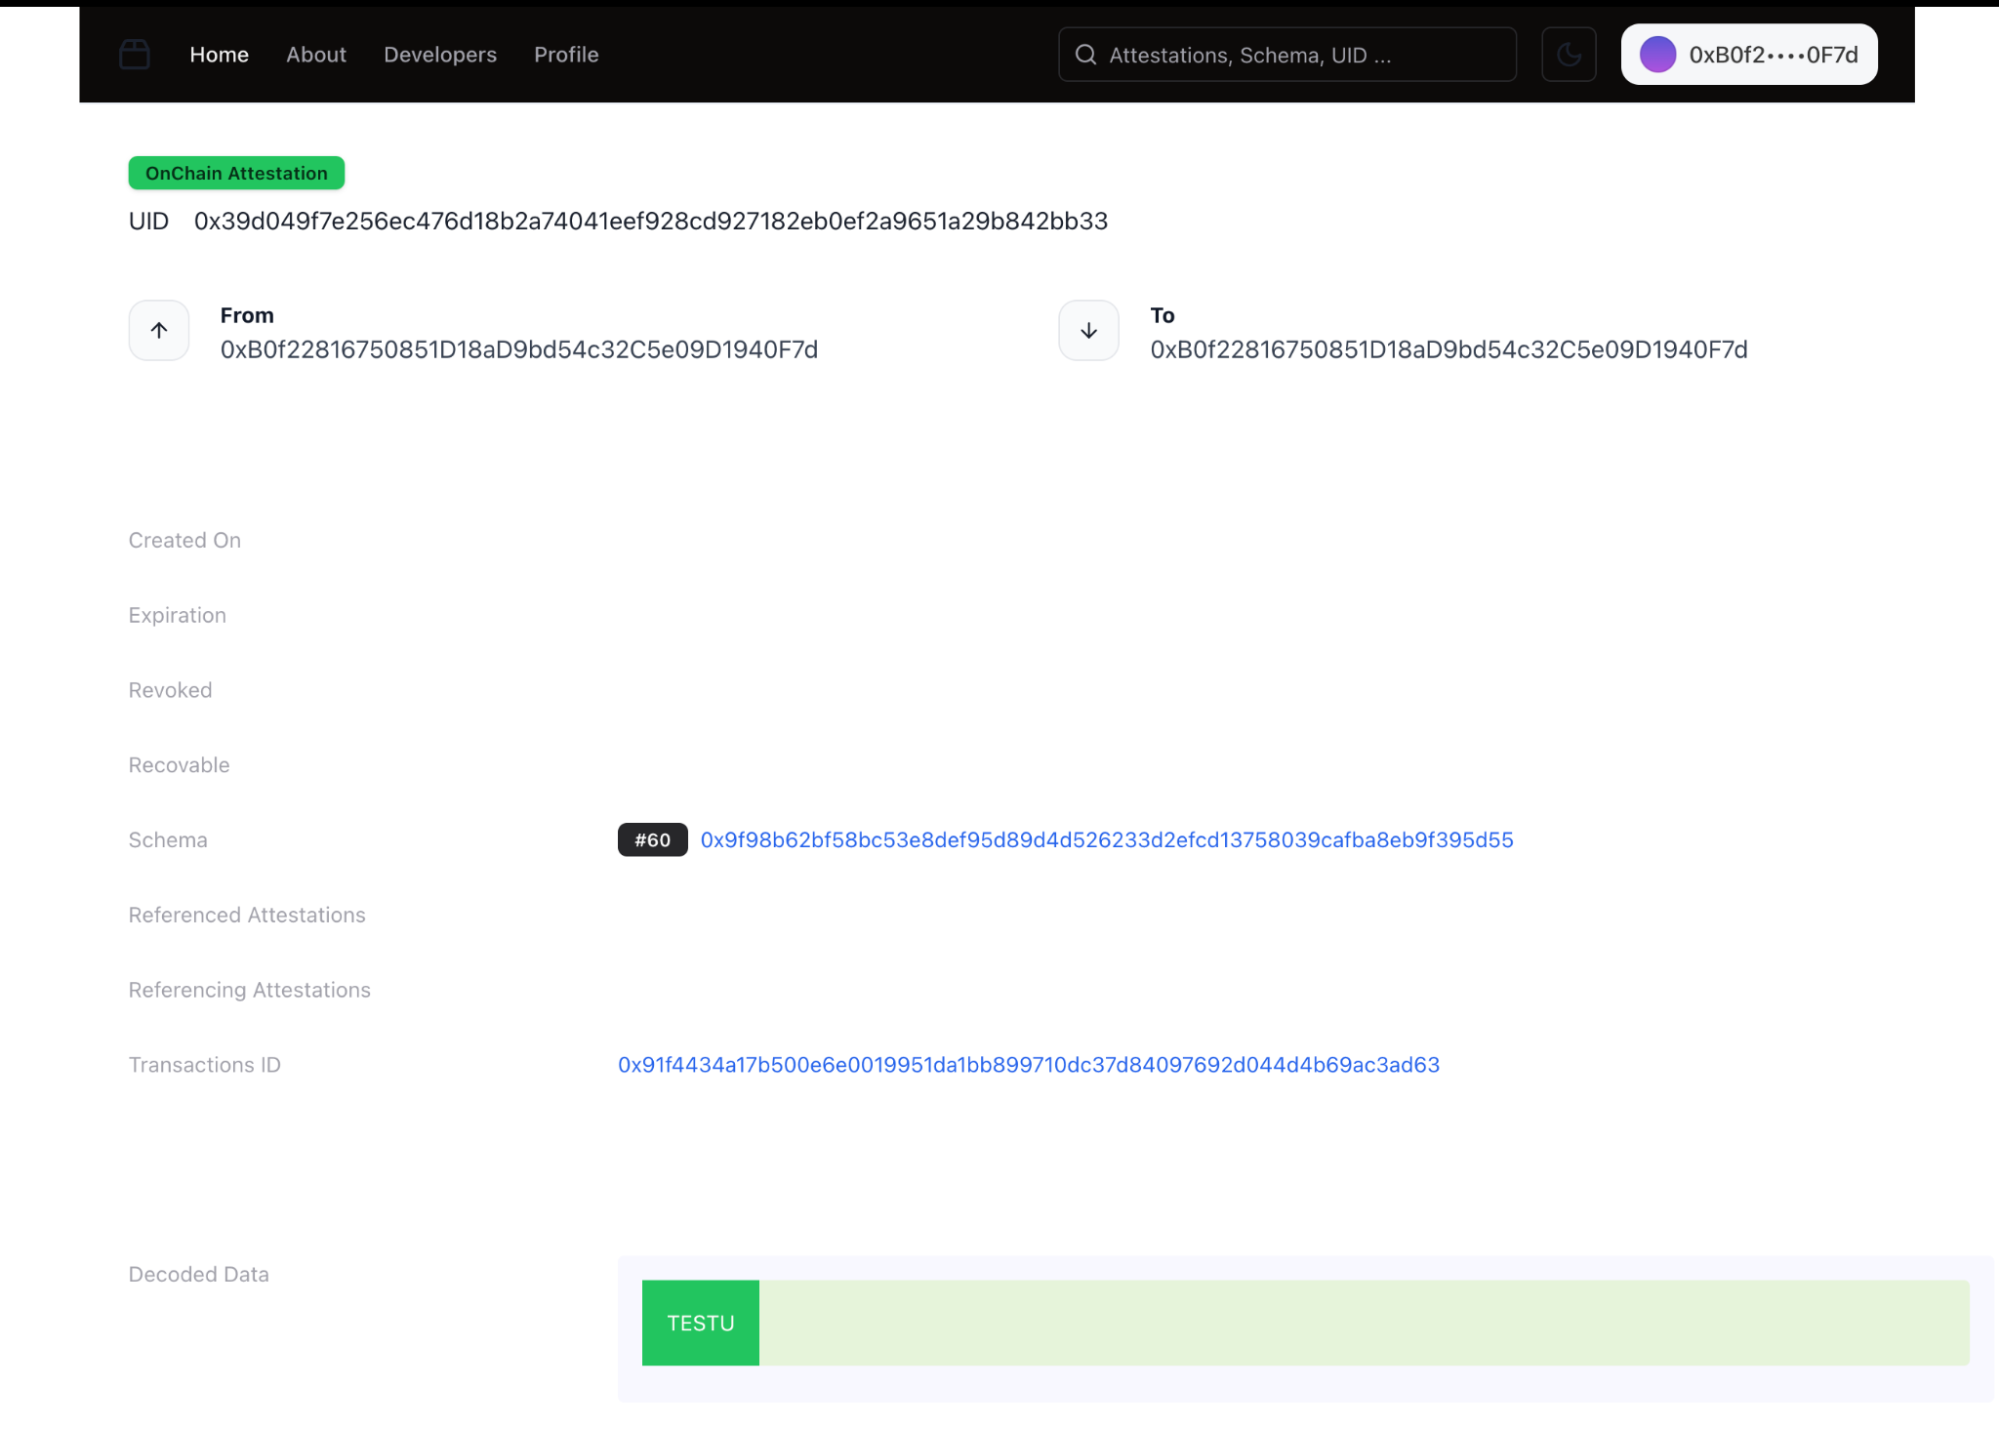 Home About Developers Profile Attestations, Schema, UID ... 0xB0f2····0F7d
OnChain Attestation
UID 0x39d049f7e256ec476d18b2a74041eef928cd927182eb0ef2a9651a29b842bb33
From
0xB0f22816750851D18aD9bd54c32C5e09D1940F7d
To
0xB0f22816750851D18aD9bd54c32C5e09D1940F7d
Created On
Expiration
Revoked
Recovable
Schema #60 0x9f98b62bf58bc53e8def95d89d4d526233d2efcd13758039cafba8eb9f395d55
Referenced Attestations
Referencing Attestations
Transactions ID 0x91f4434a17b500e6e0019951da1bb899710dc37d84097692d044d4b69ac3ad63
Decoded Data TESTU